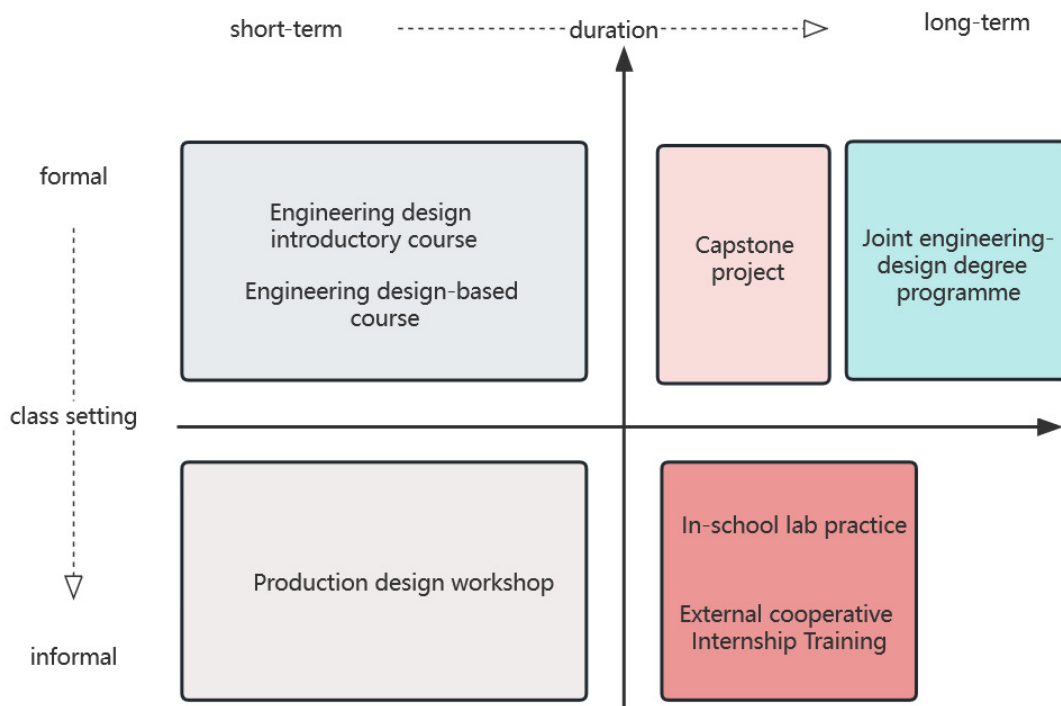 short-term
duration
long-term
formal
Engineering design
introductory course
Engineering design-based
course
Capstone
project
Joint engineering-
design degree
programme
class setting
In-school lab practice
Production design workshop
External cooperative
Internship Training
informal